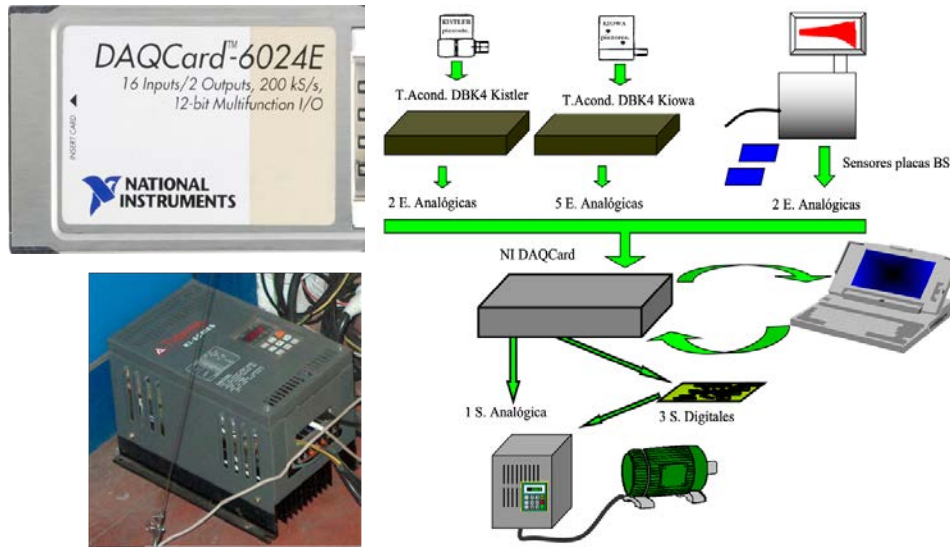 DAQCard™-6024E
16 Inputs/2 Outputs, 200 kS/s,
12-bit Multifunction I/O
INSERT CARD
NATIONAL
INSTRUMENTS
KISTLER
KIOWA
T.Acond. DBK4 Kistler
T.Acond. DBK4 Kiowa
Sensores placas BS
2 E. Analógicas
5 E. Analógicas
2 E. Analógicas
NI DAQCard
1 S. Analógica
3 S. Digitales